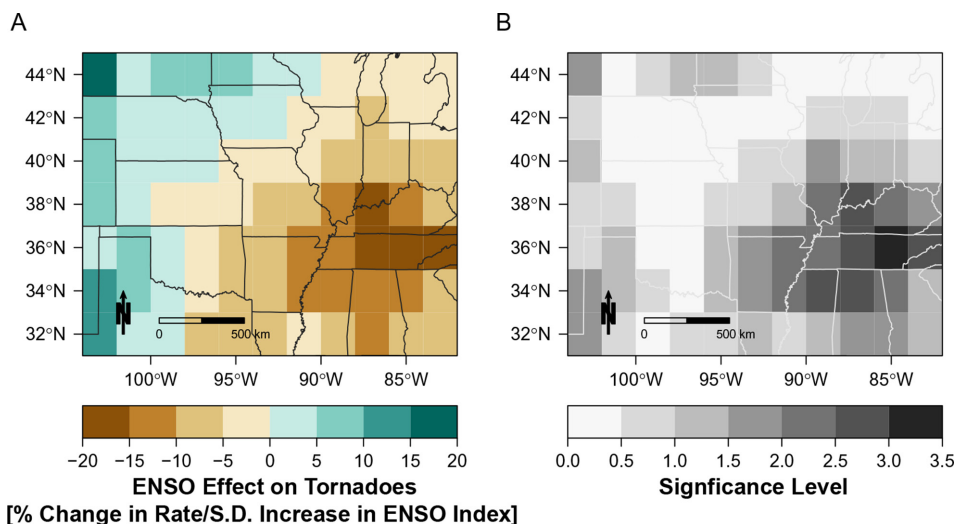 A
B
44°N
42°N
40°N
38°N
36°N
34°N
32°N
N
0 500 km
100°W 95°W 90°W 85°W
44°N
42°N
40°N
38°N
36°N
34°N
32°N
N
0 500 km
100°W 95°W 90°W 85°W
−20 −15 −10 −5 0 5 10 15 20
ENSO Effect on Tornadoes
[% Change in Rate/S.D. Increase in ENSO Index]
0.0 0.5 1.0 1.5 2.0 2.5 3.0 3.5
Signficance Level